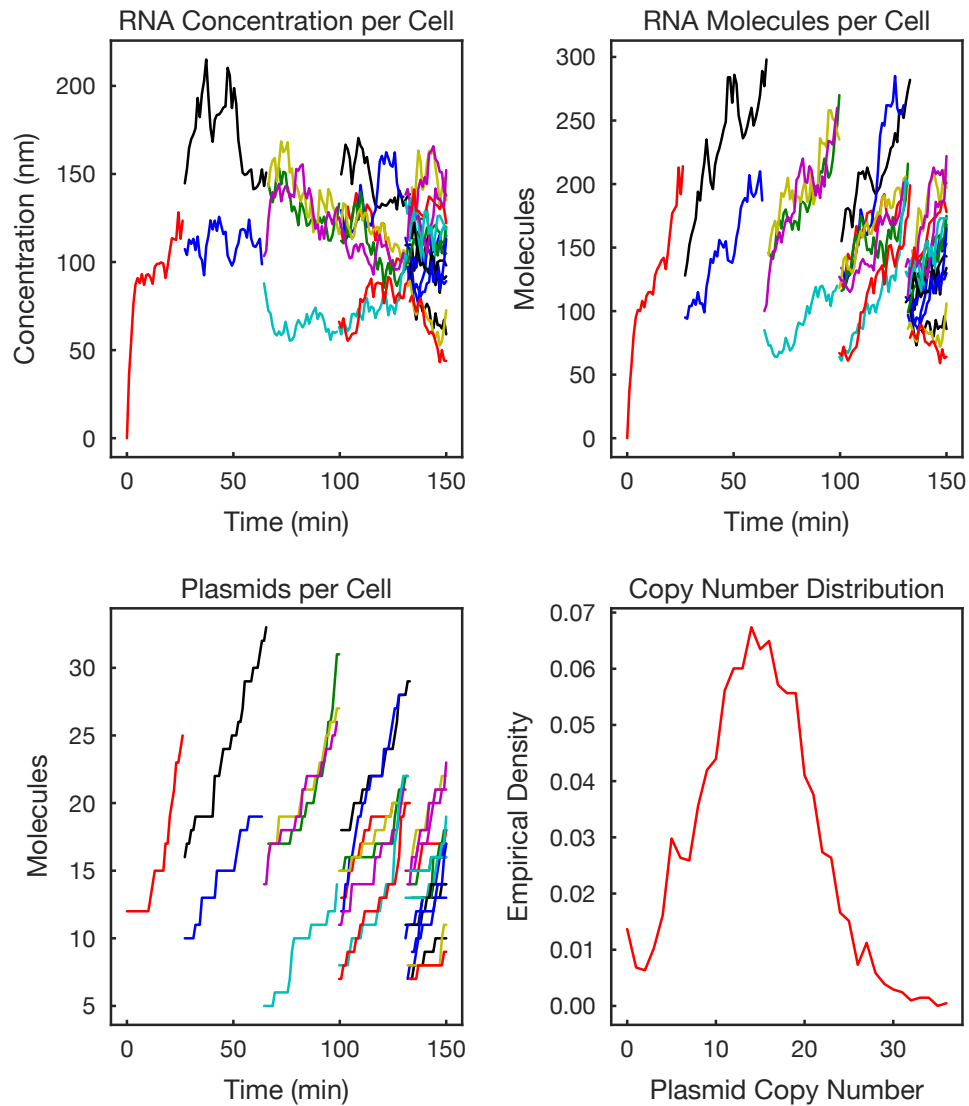 RNA Concentration per Cell
Concentration (nm)
200
150
100
50
0
0 50 100 150
Time (min)
RNA Molecules per Cell
Molecules
300
250
200
150
100
50
0
0 50 100 150
Time (min)
Plasmids per Cell
Molecules
30
25
20
15
10
5
0 50 100 150
Time (min)
Copy Number Distribution
Empirical Density
0.07
0.06
0.05
0.04
0.03
0.02
0.01
0.00
0 10 20 30
Plasmid Copy Number